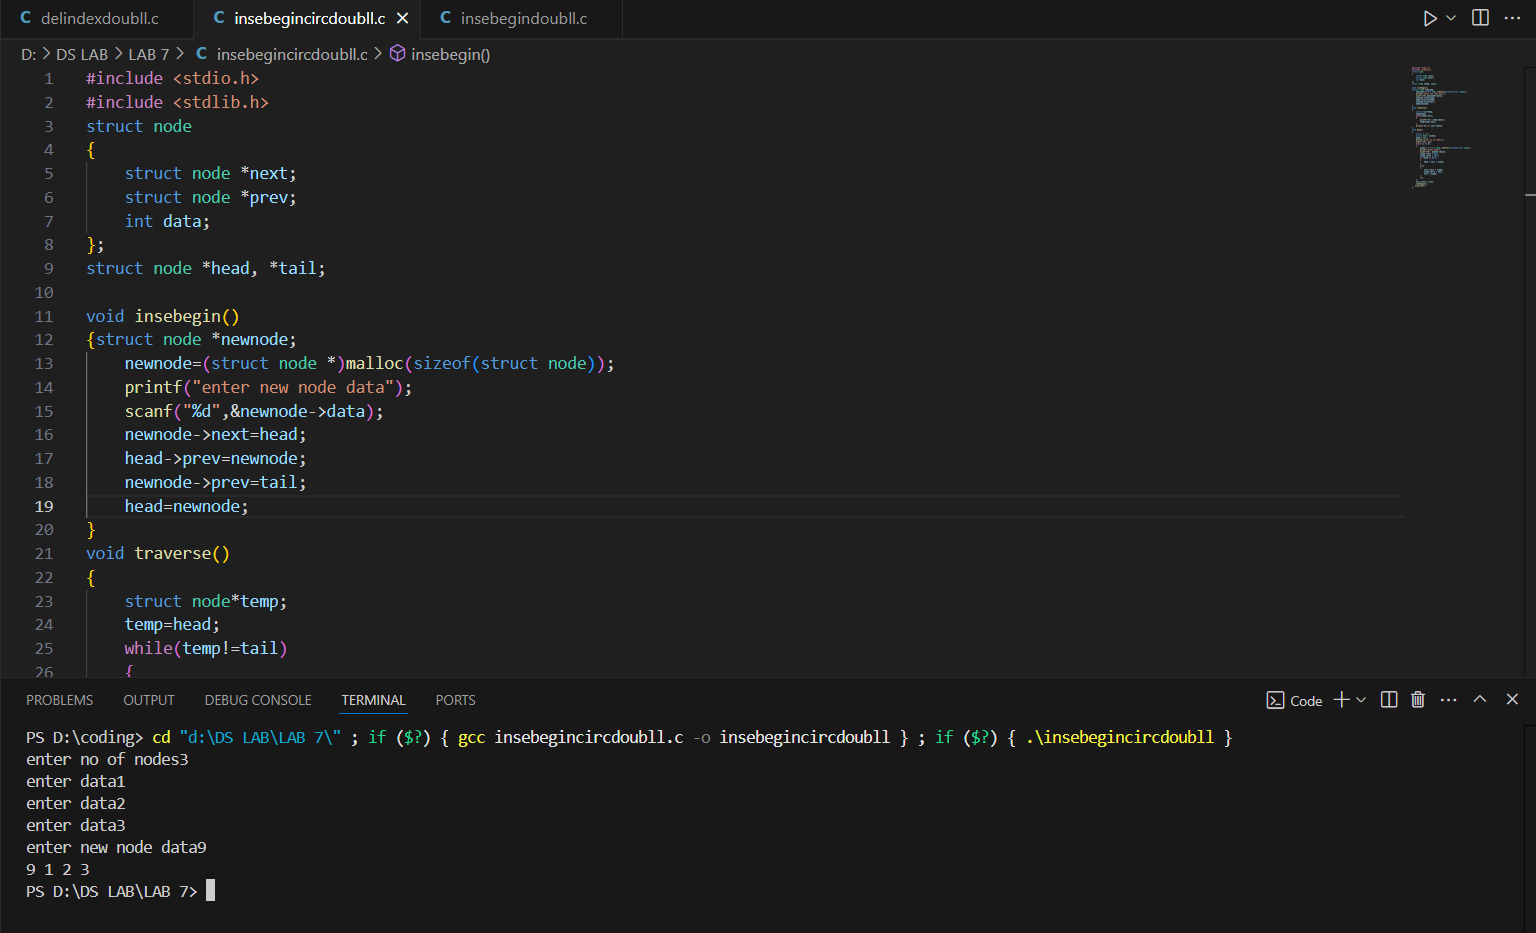 C delindexdoubll.c C insebegincircdoubll.c C insebegindoubll.c
D: > DS LAB > LAB 7 > C insebegincircdoubll.c > insebegin()
1 #include <stdio.h>
2 #include <stdlib.h>
3 struct node
4 {
5 struct node *next;
6 struct node *prev;
7 int data;
8 };
9 struct node *head, *tail;
10
11 void insebegin()
12 {struct node *newnode;
13 newnode=(struct node *)malloc(sizeof(struct node));
14 printf("enter new node data");
15 scanf("%d",&newnode->data);
16 newnode->next=head;
17 head->prev=newnode;
18 newnode->prev=tail;
19 head=newnode;
20 }
21 void traverse()
22 {
23 struct node*temp;
24 temp=head;
25 while(temp!=tail)
26 {
PROBLEMS OUTPUT DEBUG CONSOLE TERMINAL PORTS Code
PS D:\coding> cd "d:\DS LAB\LAB 7\" ; if ($?) { gcc insebegincircdoubll.c -o insebegincircdoubll } ; if ($?) { .\insebegincircdoubll }
enter no of nodes3
enter data1
enter data2
enter data3
enter new node data9
9 1 2 3
PS D:\DS LAB\LAB 7>